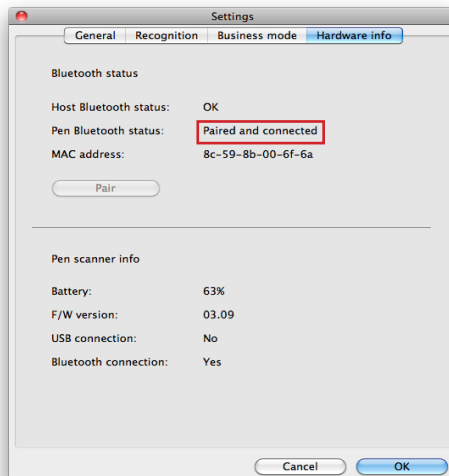 Settings
General Recognition Business mode Hardware info
Bluetooth status
Host Bluetooth status: OK
Pen Bluetooth status: Paired and connected
MAC address: 8c-59-8b-00-6f-6a
Pair
Pen scanner info
Battery: 63%
F/W version: 03.09
USB connection: No
Bluetooth connection: Yes
Cancel OK